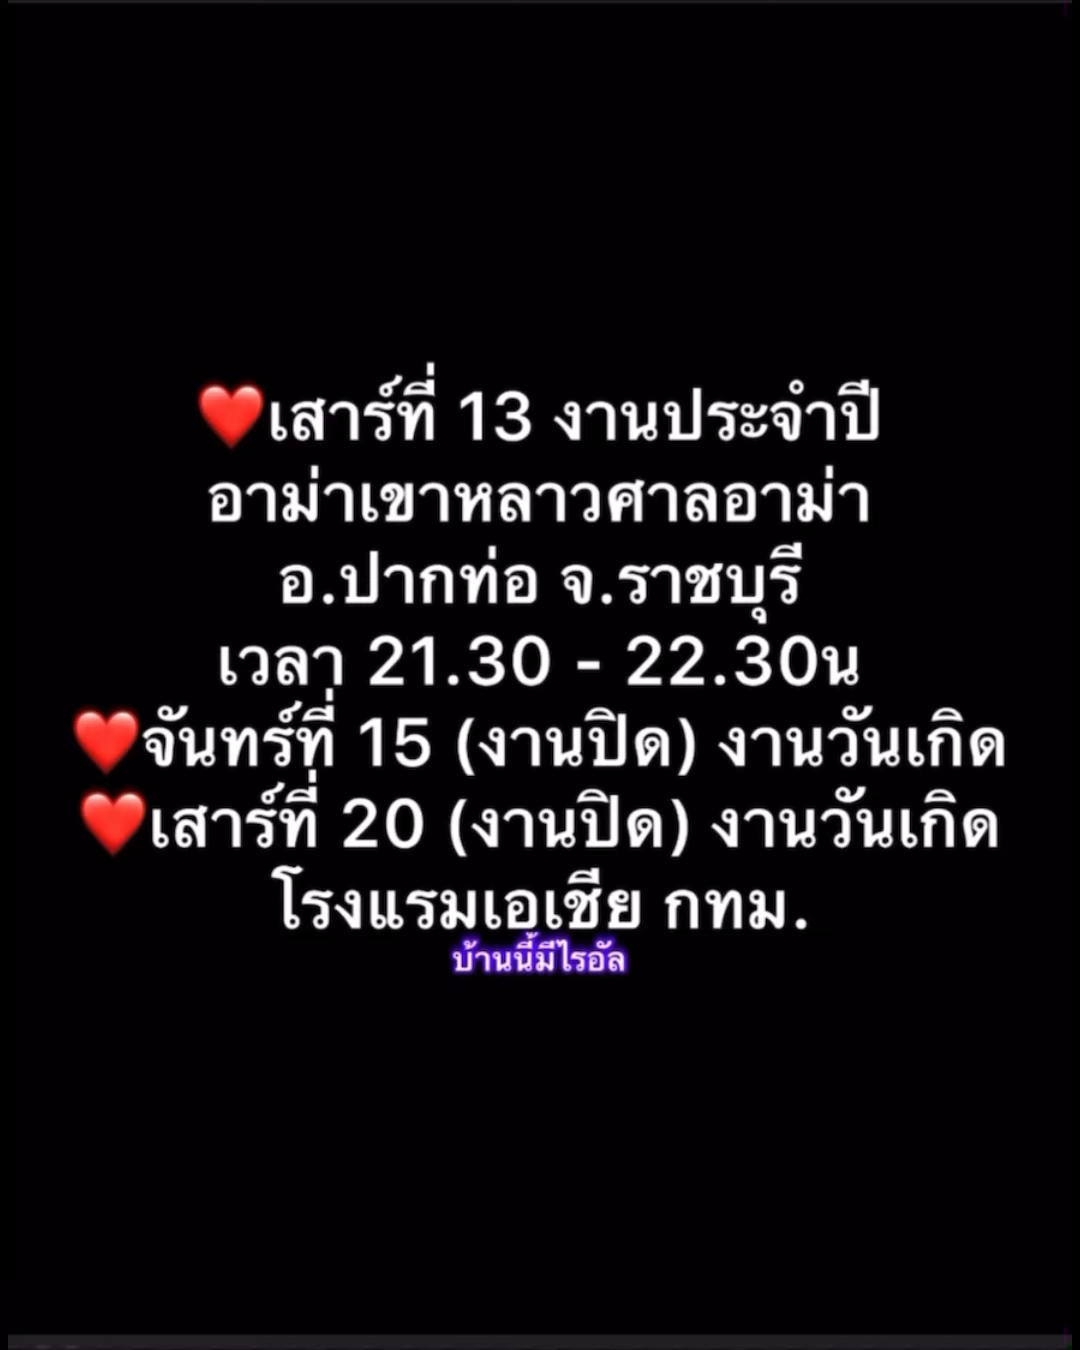 ❤️เสาร์ที่ 13 งานประจำปี
อาม่าเขาหลาวศาลอาม่า
อ.ปากท่อ จ.ราชบุรี
เวลา 21.30 - 22.30น
❤️จันทร์ที่ 15 (งานปิด) งานวันเกิด
❤️เสาร์ที่ 20 (งานปิด) งานวันเกิด
โรงแรมเอเชีย กทม.
บ้านนี้มีไรอัล